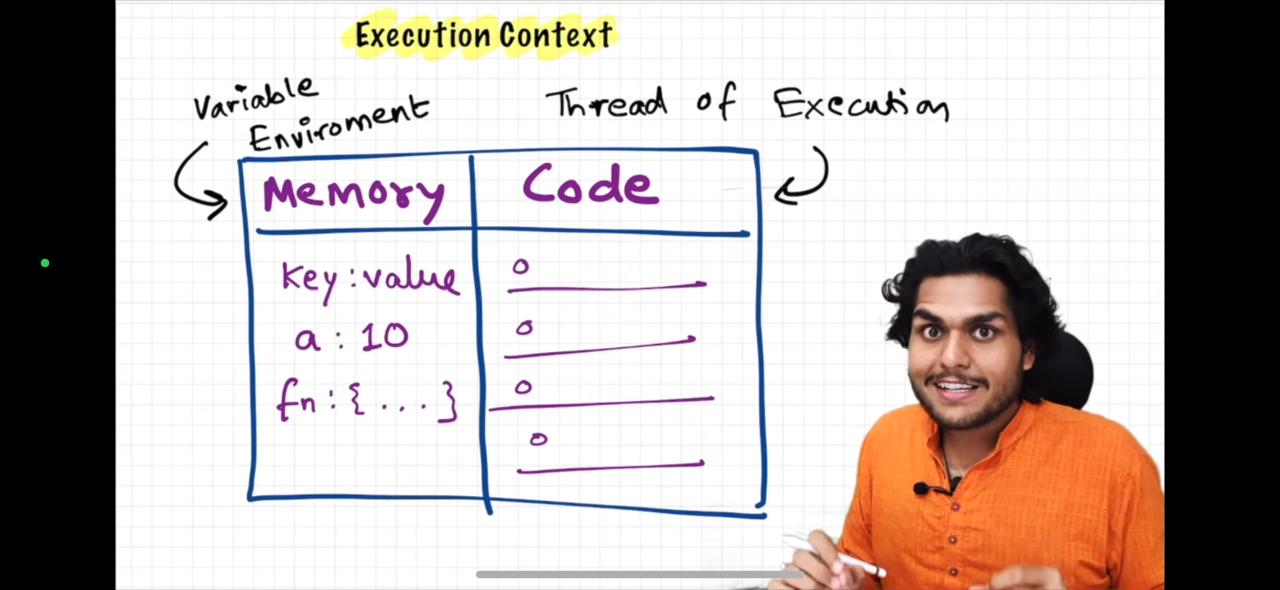 Execution Context
Variable
Enviroment
Thread of Execution
Memory
Code
key : value
a : 10
fn : { . . . }